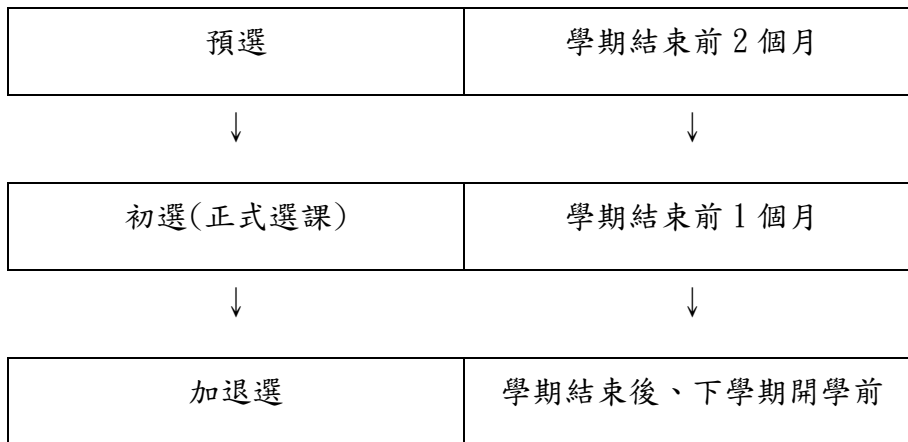 預選 學期結束前 2 個月
↓ ↓
初選(正式選課) 學期結束前 1 個月
↓ ↓
加退選 學期結束後、下學期開學前